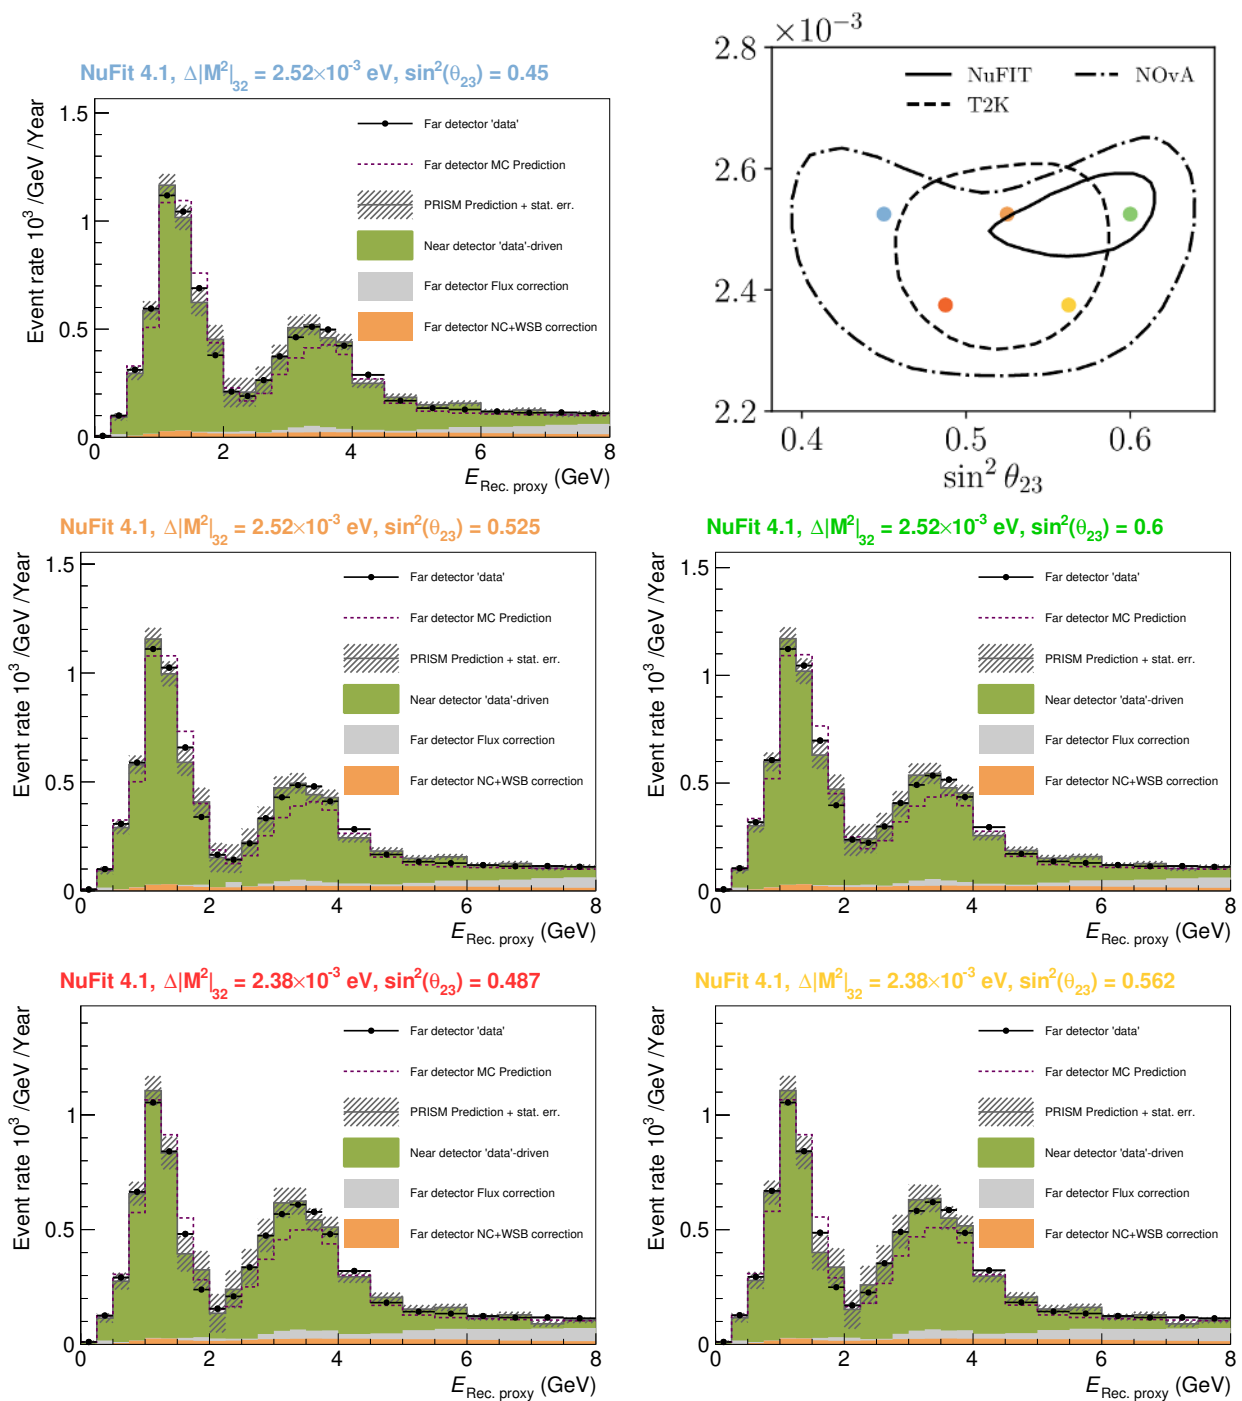 NuFit 4.1, Δ|M²|₃₂ = 2.52×10⁻³ eV, sin²(θ₂₃) = 0.45
Event rate 10³ /GeV /Year
1.5
1
0.5
0
Far detector 'data'
Far detector MC Prediction
PRISM Prediction + stat. err.
Near detector 'data'-driven
Far detector Flux correction
Far detector NC+WSB correction
0 2 4 6 8
E Rec. proxy (GeV)
×10⁻³
2.8
2.6
2.4
2.2
NuFIT
T2K
NOvA
0.4 0.5 0.6
sin² θ₂₃
NuFit 4.1, Δ|M²|₃₂ = 2.52×10⁻³ eV, sin²(θ₂₃) = 0.525
Event rate 10³ /GeV /Year
1.5
1
0.5
0
Far detector 'data'
Far detector MC Prediction
PRISM Prediction + stat. err.
Near detector 'data'-driven
Far detector Flux correction
Far detector NC+WSB correction
0 2 4 6 8
E Rec. proxy (GeV)
NuFit 4.1, Δ|M²|₃₂ = 2.52×10⁻³ eV, sin²(θ₂₃) = 0.6
Event rate 10³ /GeV /Year
1.5
1
0.5
0
Far detector 'data'
Far detector MC Prediction
PRISM Prediction + stat. err.
Near detector 'data'-driven
Far detector Flux correction
Far detector NC+WSB correction
0 2 4 6 8
E Rec. proxy (GeV)
NuFit 4.1, Δ|M²|₃₂ = 2.38×10⁻³ eV, sin²(θ₂₃) = 0.487
Event rate 10³ /GeV /Year
1
0.5
0
Far detector 'data'
Far detector MC Prediction
PRISM Prediction + stat. err.
Near detector 'data'-driven
Far detector Flux correction
Far detector NC+WSB correction
0 2 4 6 8
E Rec. proxy (GeV)
NuFit 4.1, Δ|M²|₃₂ = 2.38×10⁻³ eV, sin²(θ₂₃) = 0.562
Event rate 10³ /GeV /Year
1
0.5
0
Far detector 'data'
Far detector MC Prediction
PRISM Prediction + stat. err.
Near detector 'data'-driven
Far detector Flux correction
Far detector NC+WSB correction
0 2 4 6 8
E Rec. proxy (GeV)